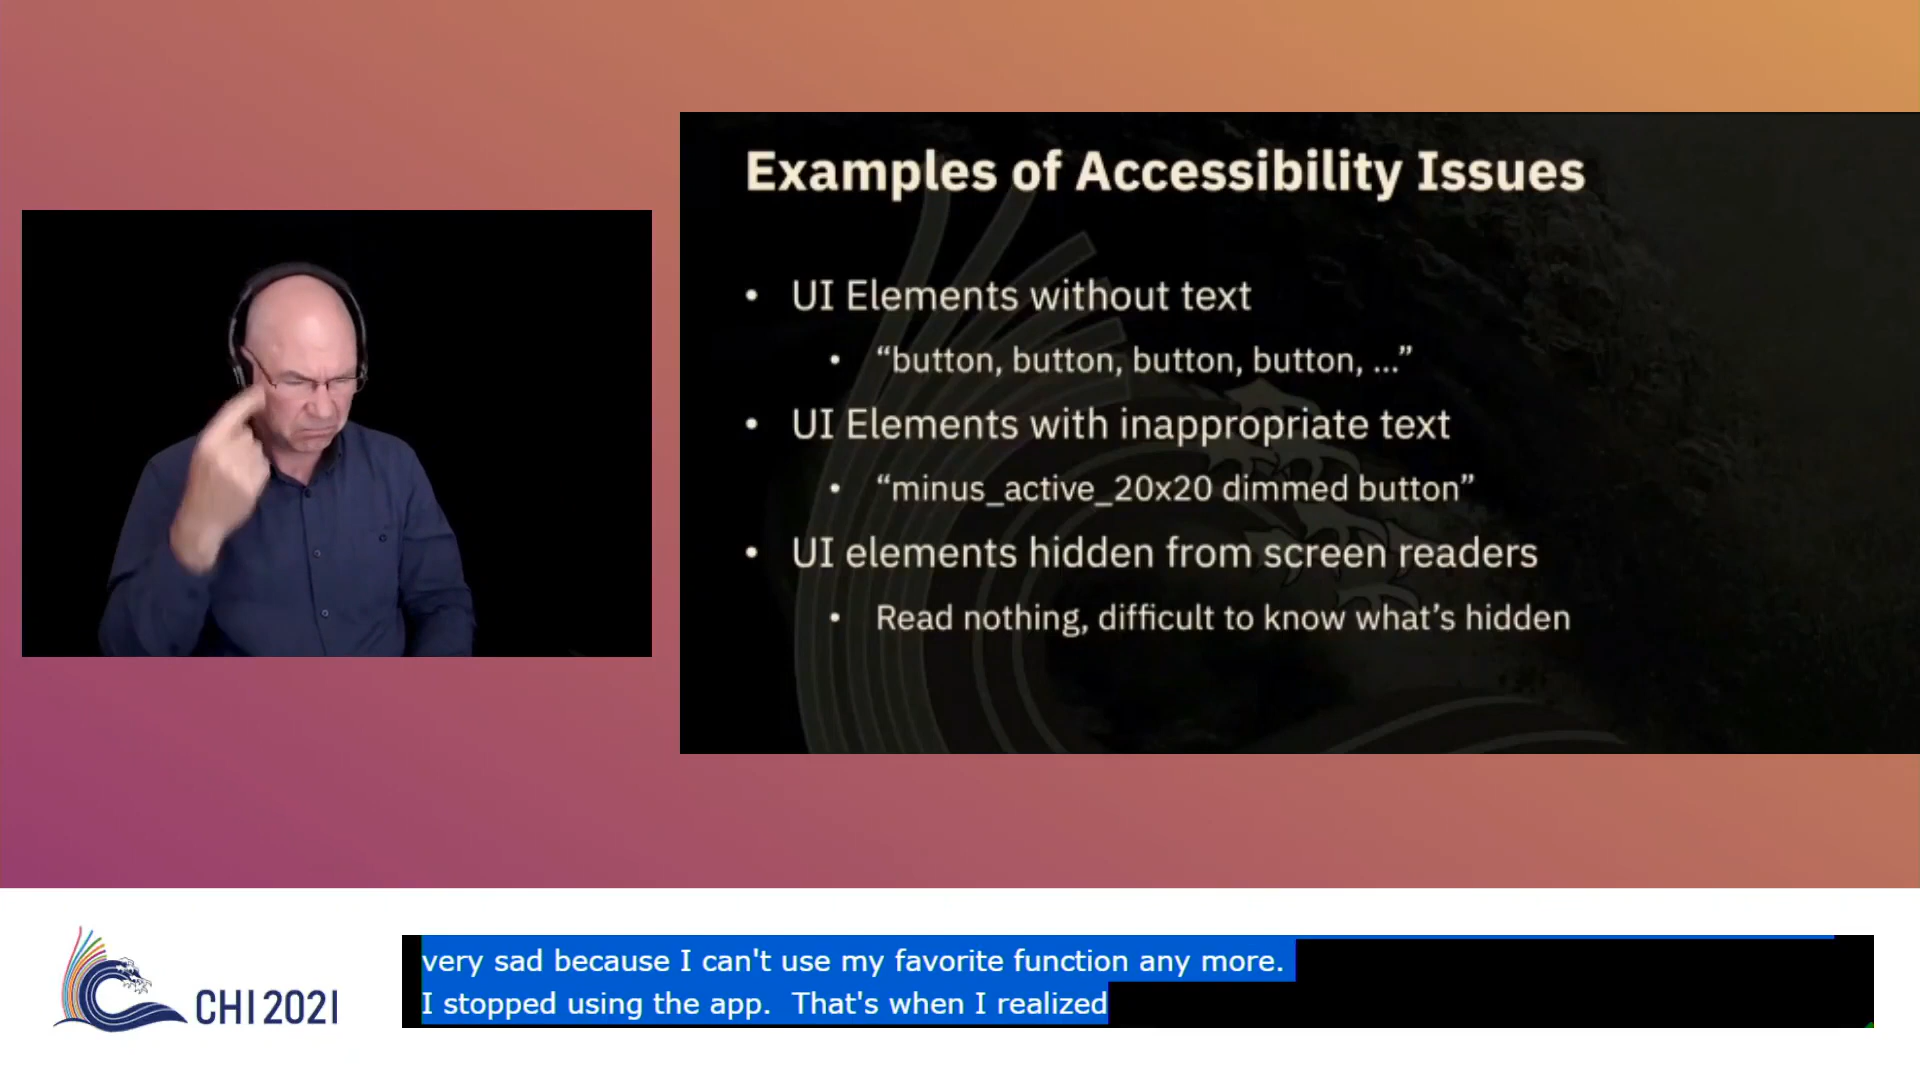 Examples of Accessibility Issues
• UI Elements without text
• “button, button, button, button, ...”
• UI Elements with inappropriate text
• “minus_active_20x20 dimmed button”
• UI elements hidden from screen readers
• Read nothing, difficult to know what’s hidden
CHI 2021
very sad because I can't use my favorite function any more.
I stopped using the app.  That's when I realized